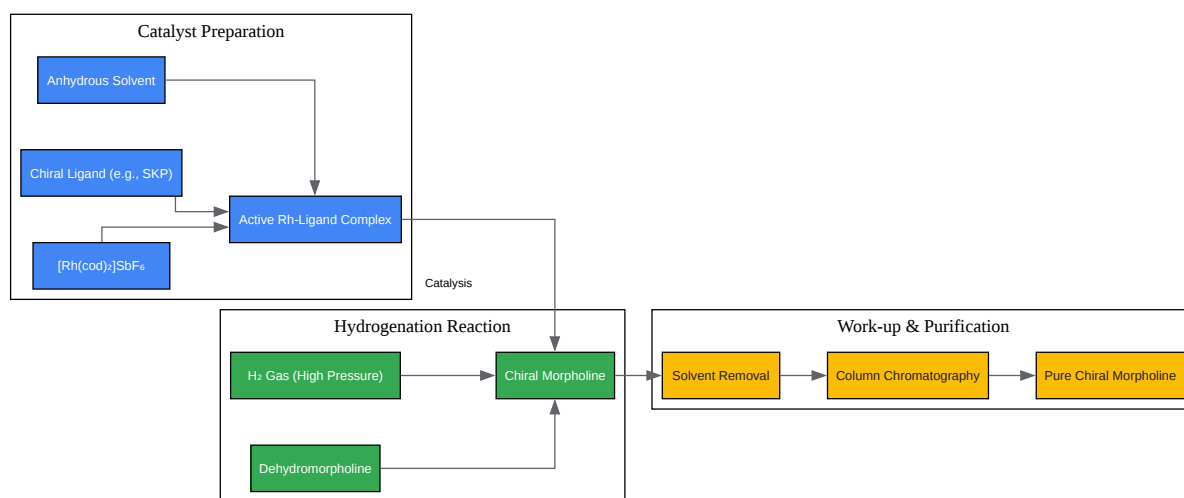 Catalyst Preparation
Anhydrous Solvent
Chiral Ligand (e.g., SKP)
Active Rh-Ligand Complex
[Rh(cod)₂]SbF₆
Catalysis
Hydrogenation Reaction
H₂ Gas (High Pressure)
Chiral Morpholine
Dehydromorpholine
Work-up & Purification
Solvent Removal
Column Chromatography
Pure Chiral Morpholine